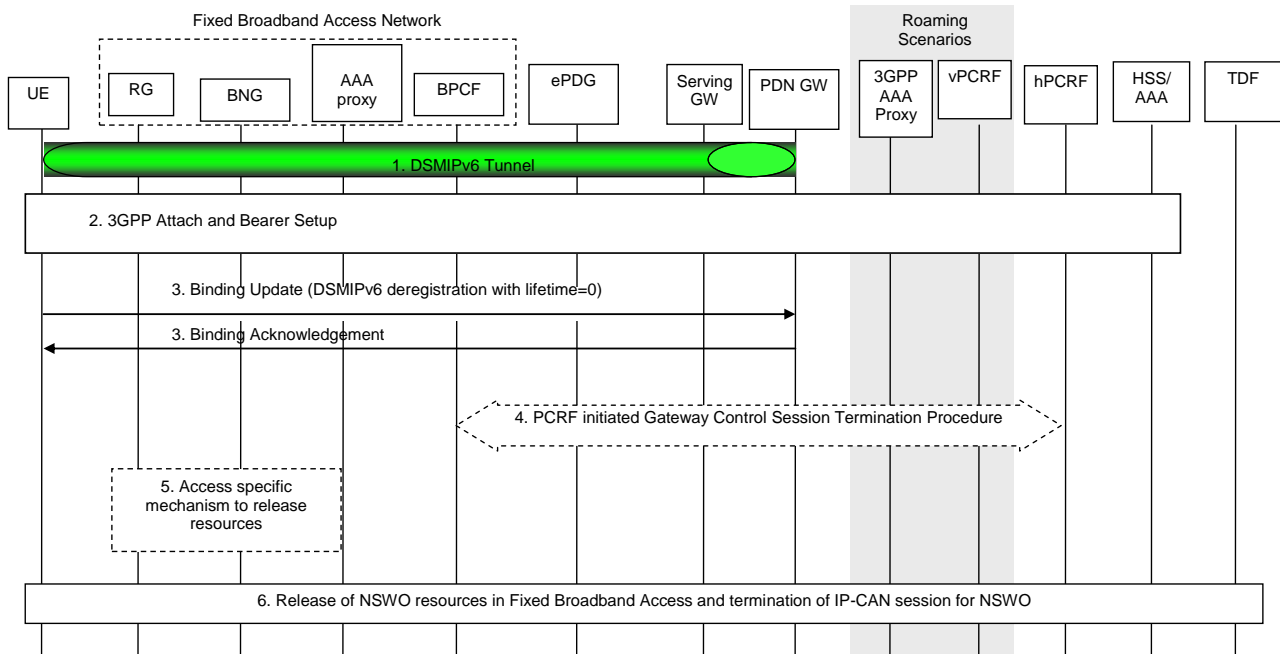 Fixed Broadband Access Network
Roaming
Scenarios
UE
RG
BNG
AAA
proxy
BPCF
ePDG
Serving
GW
PDN GW
3GPP
AAA
Proxy
vPCRF
hPCRF
HSS/
AAA
TDF
1. DSMIPv6 Tunnel
2. 3GPP Attach and Bearer Setup
3. Binding Update (DSMIPv6 deregistration with lifetime=0)
3. Binding Acknowledgement
4. PCRF initiated Gateway Control Session Termination Procedure
5. Access specific
mechanism to release
resources
6. Release of NSWO resources in Fixed Broadband Access and termination of IP-CAN session for NSWO